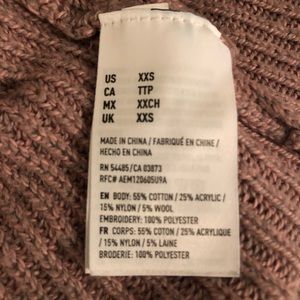 US XXS
CA TTP
MX XXCH
UK XXS
MADE IN CHINA / FABRIQUÉ EN CHINE /
HECHO EN CHINA
RN 54485/CA 03873
RFC# AEM120605U9A
EN BODY: 55% COTTON / 25% ACRYLIC /
15% NYLON / 5% WOOL
EMBROIDERY: 100% POLYESTER
FR CORPS: 55% COTON / 25% ACRYLIQUE
/ 15% NYLON / 5% LAINE
BRODERIE: 100% POLYESTER